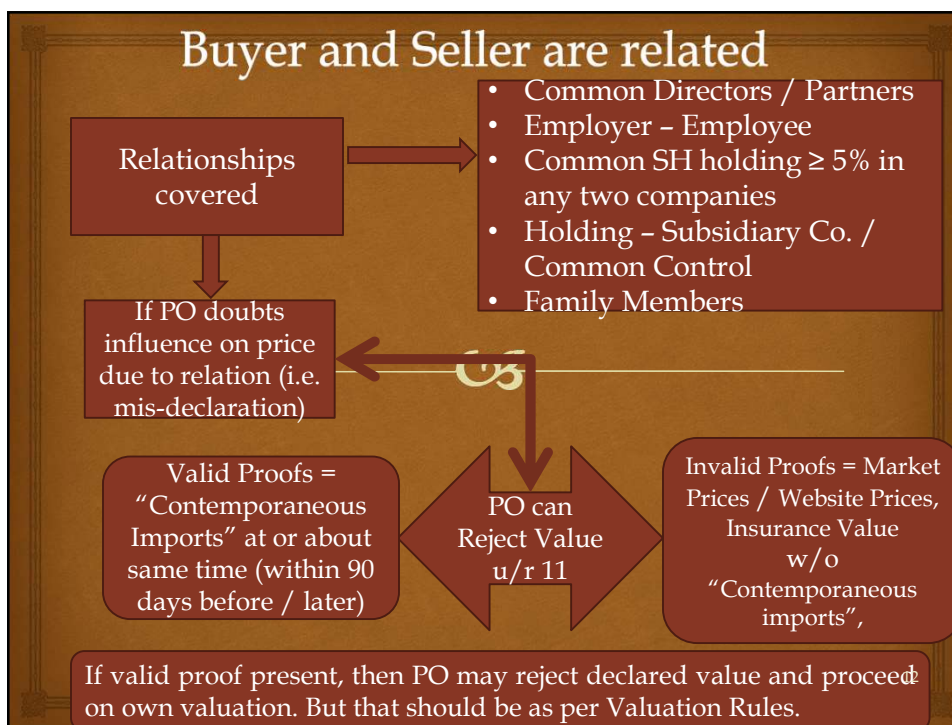 Buyer and Seller are related
Relationships
covered
• Common Directors / Partners
• Employer – Employee
• Common SH holding ≥ 5% in
any two companies
• Holding – Subsidiary Co. /
Common Control
• Family Members
If PO doubts
influence on price
due to relation (i.e.
mis-declaration)
Valid Proofs =
“Contemporaneous
Imports” at or about
same time (within 90
days before / later)
PO can
Reject Value
u/r 11
Invalid Proofs = Market
Prices / Website Prices,
Insurance Value
w/o
“Contemporaneous
imports”,
If valid proof present, then PO may reject declared value and proceed
on own valuation. But that should be as per Valuation Rules.
12